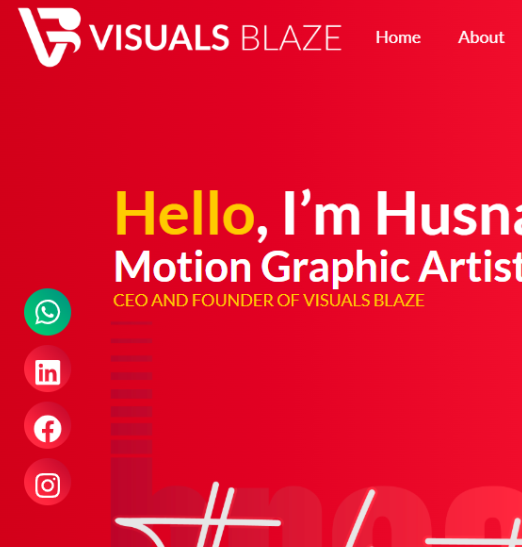 VISUALS BLAZE
Home
About
Hello, I'm Husna
Motion Graphic Artist
CEO AND FOUNDER OF VISUALS BLAZE